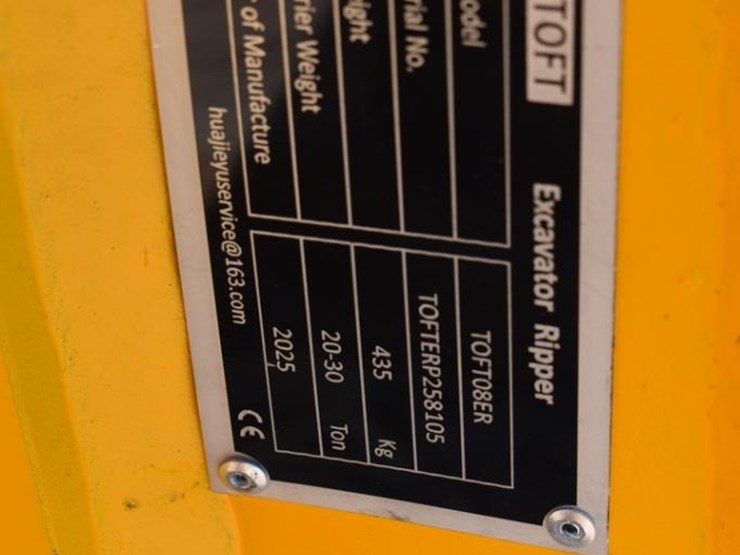 TOFT
Excavator Ripper
odel TOFT08ER
rial No. TOFTERP258105
ight 435 Kg
rier Weight 20-30 Ton
of Manufacture 2025
huajieyuservice@163.com CE